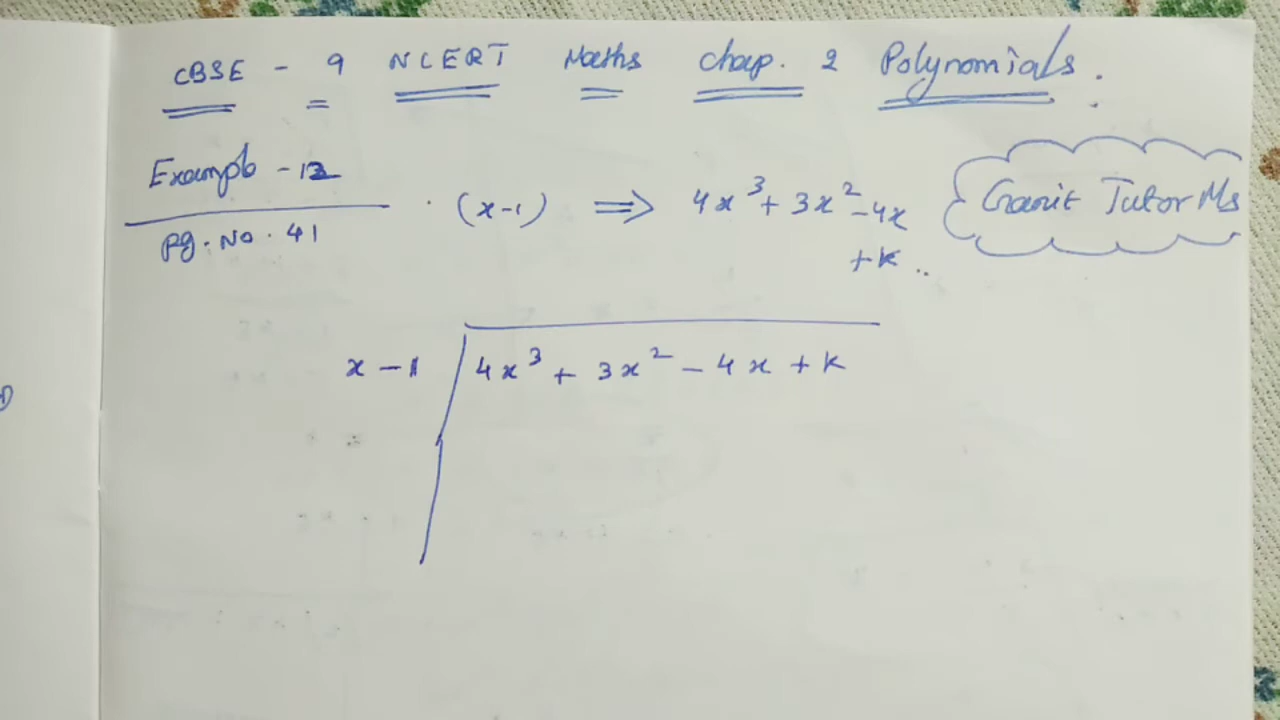 CBSE - 9 NCERT Maths Chap. 2 Polynomials.
Example - 12
Pg. No. 41
(x-1) ⇒ 4x³ + 3x² - 4x
+k ..
Ganit Tutor Ms
x - 1 4x³ + 3x² - 4x + k